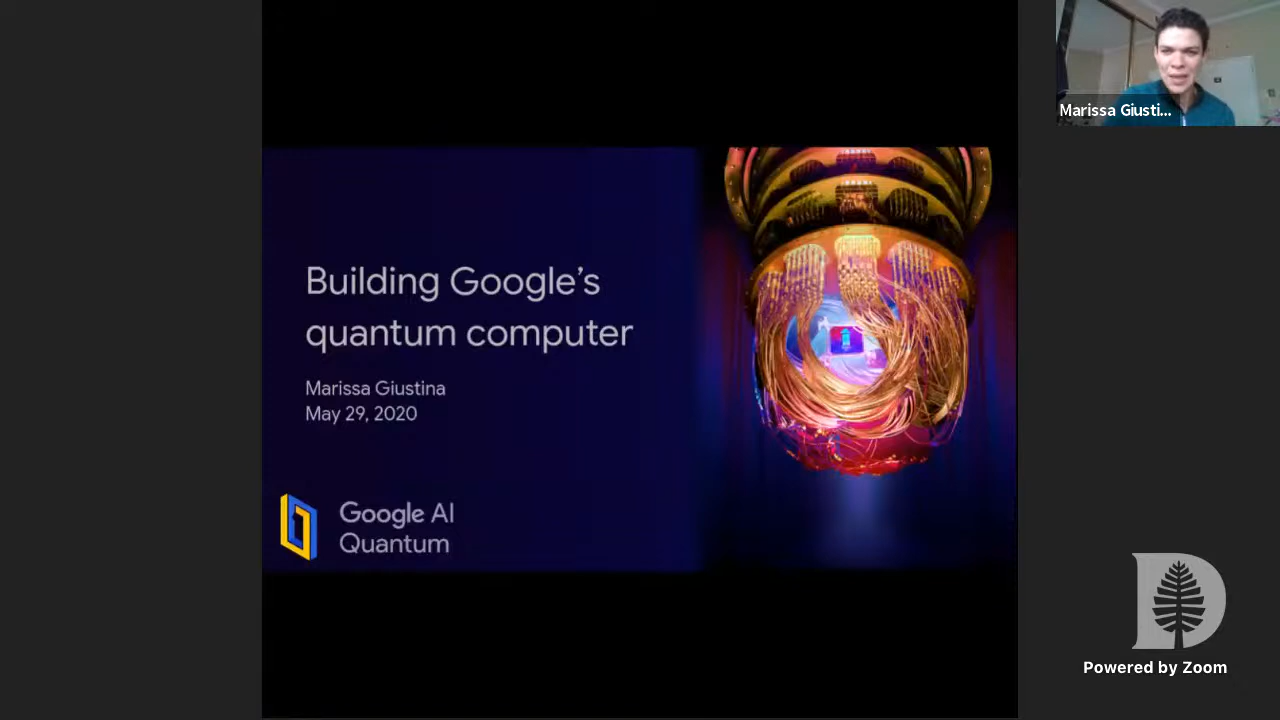 Building Google's
quantum computer
Marissa Giustina
May 29, 2020
Google AI
Quantum
Marissa Giusti...
D
Powered by Zoom